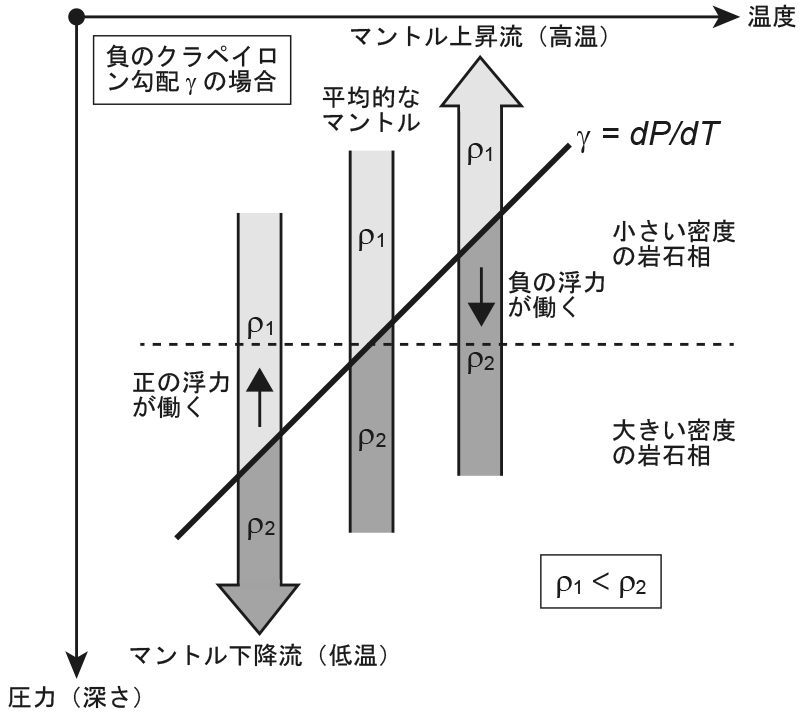 温度
負のクラペイロ
ン勾配γの場合
マントル上昇流（高温）
平均的な
マントル
γ = dP/dT
ρ1
ρ1
ρ1
小さい密度
の岩石相
負の浮力
が働く
正の浮力
が働く
ρ2
ρ2
ρ2
大きい密度
の岩石相
ρ1 < ρ2
マントル下降流（低温）
圧力（深さ）